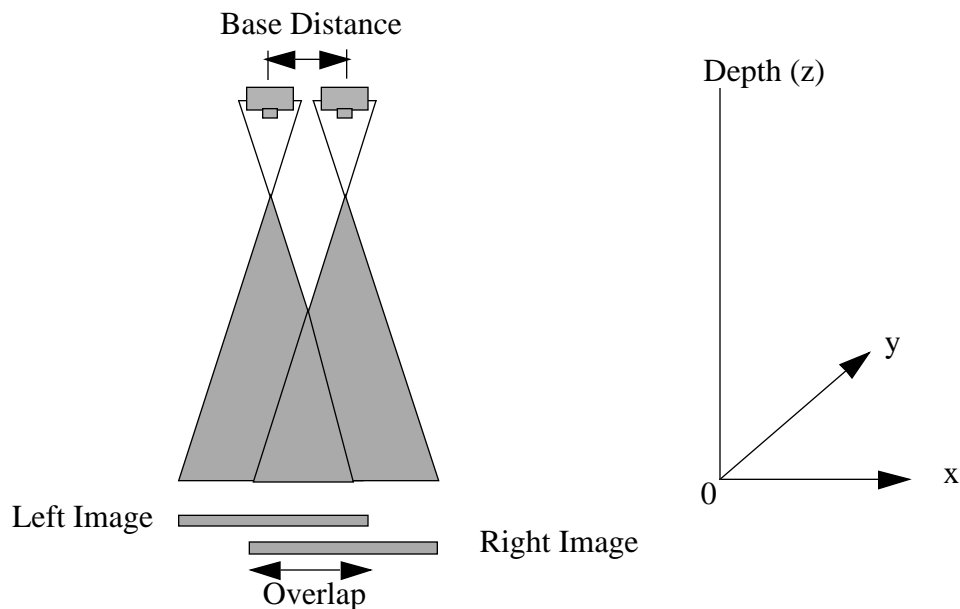 Base Distance
Depth (z)
y
x
0
Left Image
Right Image
Overlap